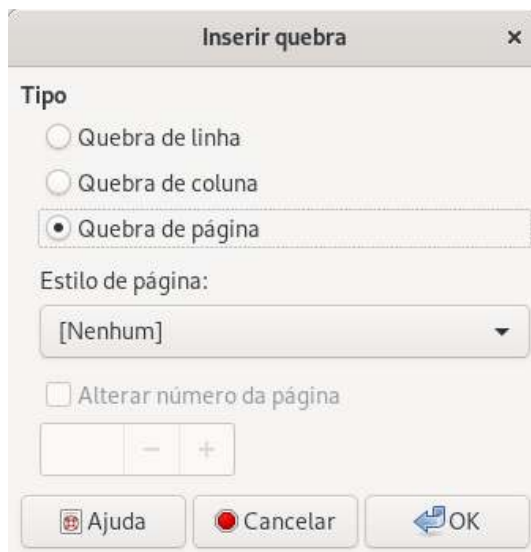 Inserir quebra
Tipo
Quebra de linha
Quebra de coluna
Quebra de página
Estilo de página:
[Nenhum]
Alterar número da página
Ajuda Cancelar OK